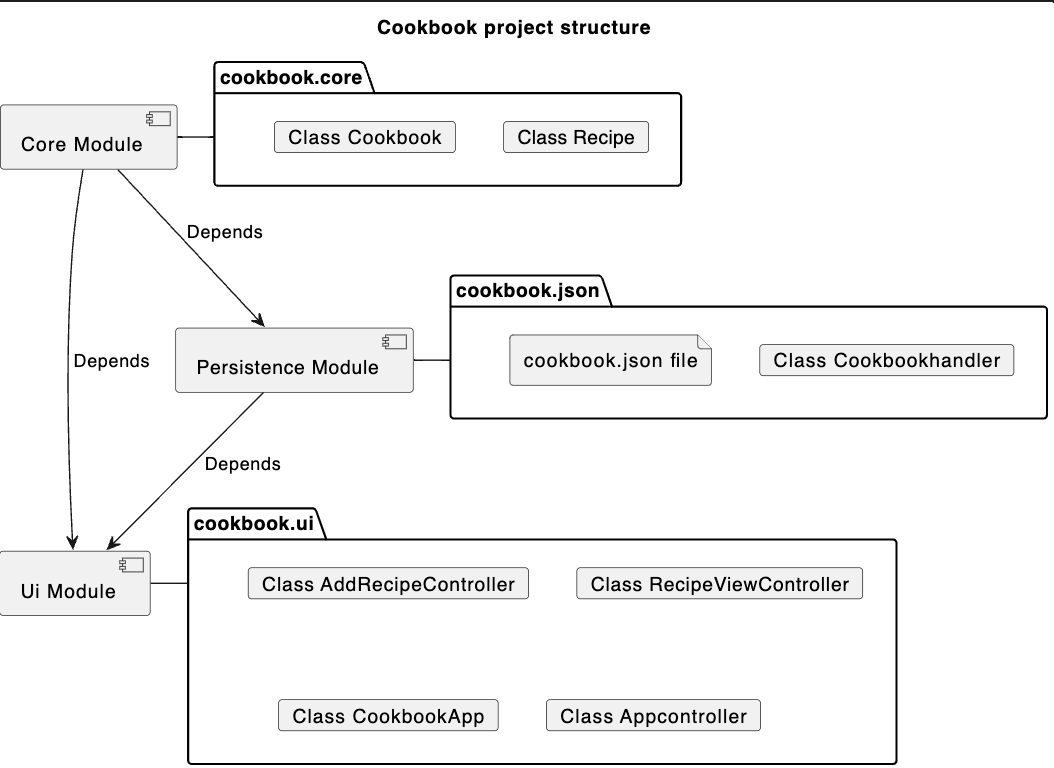 Cookbook project structure
cookbook.core
Core Module
Class Cookbook
Class Recipe
Depends
cookbook.json
Depends
Persistence Module
cookbook.json file
Class Cookbookhandler
Depends
cookbook.ui
Ui Module
Class AddRecipeController
Class RecipeViewController
Class CookbookApp
Class Appcontroller